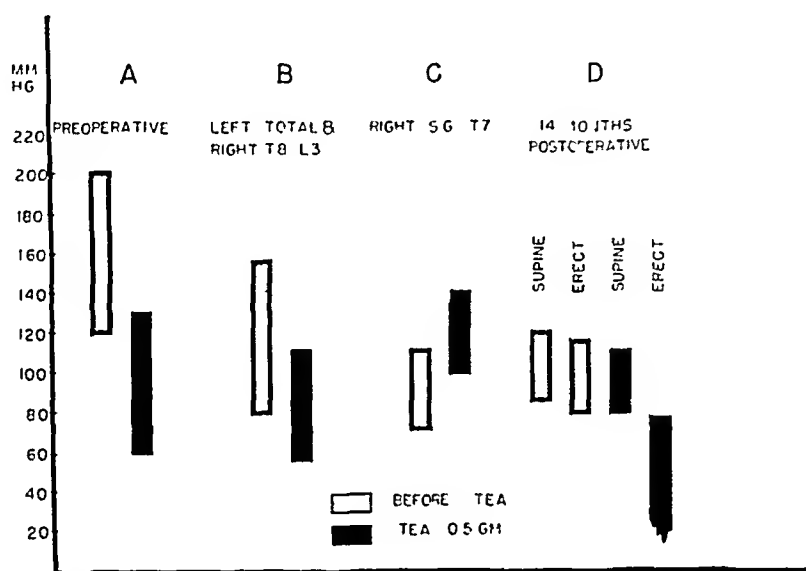 MM
HG
A
B
C
D
PREOPERATIVE
LEFT TOTAL &
RIGHT T8 L3
RIGHT SG T7
14
POSTOPERATIVE
SUPINE
ERECT
SUPINE
ERECT
220
200
180
160
140
120
100
80
60
40
20
BEFORE TEA
TEA 0.5 GM